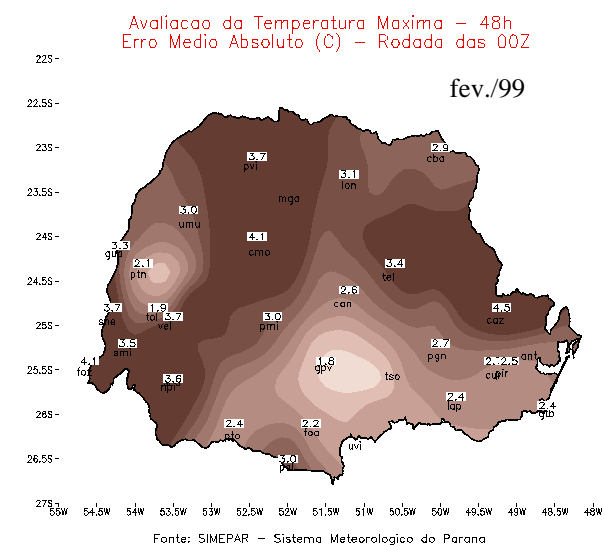 Avaliacao da Temperatura Maxima - 48h
Erro Medio Absoluto (C) - Rodada das 00Z
22S
fev./99
22.5S
23S
2.9
cba
3.7
pvi
3.1
lon
23.5S
mga
3.0
umu
24S
4.1
cmo
3.3
gua
2.1
ptn
3.4
tel
24.5S
2.6
can
3.7
sne
1.9
tol
3.7
vel
3.0
pmi
4.5
caz
25S
3.5
smi
2.7
pgn
ant
4.1
foz
1.8
gpv
2.5
pir
cur
25.5S
3.6
npi
tso
2.4
lap
2.4
gtb
26S
2.4
pto
2.2
foa
uvi
26.5S
3.0
pal
27S
55W 54.5W 54W 53.5W 53W 52.5W 52W 51.5W 51W 50.5W 50W 49.5W 49W 48.5W 48W
Fonte: SIMEPAR - Sistema Meteorologico do Parana